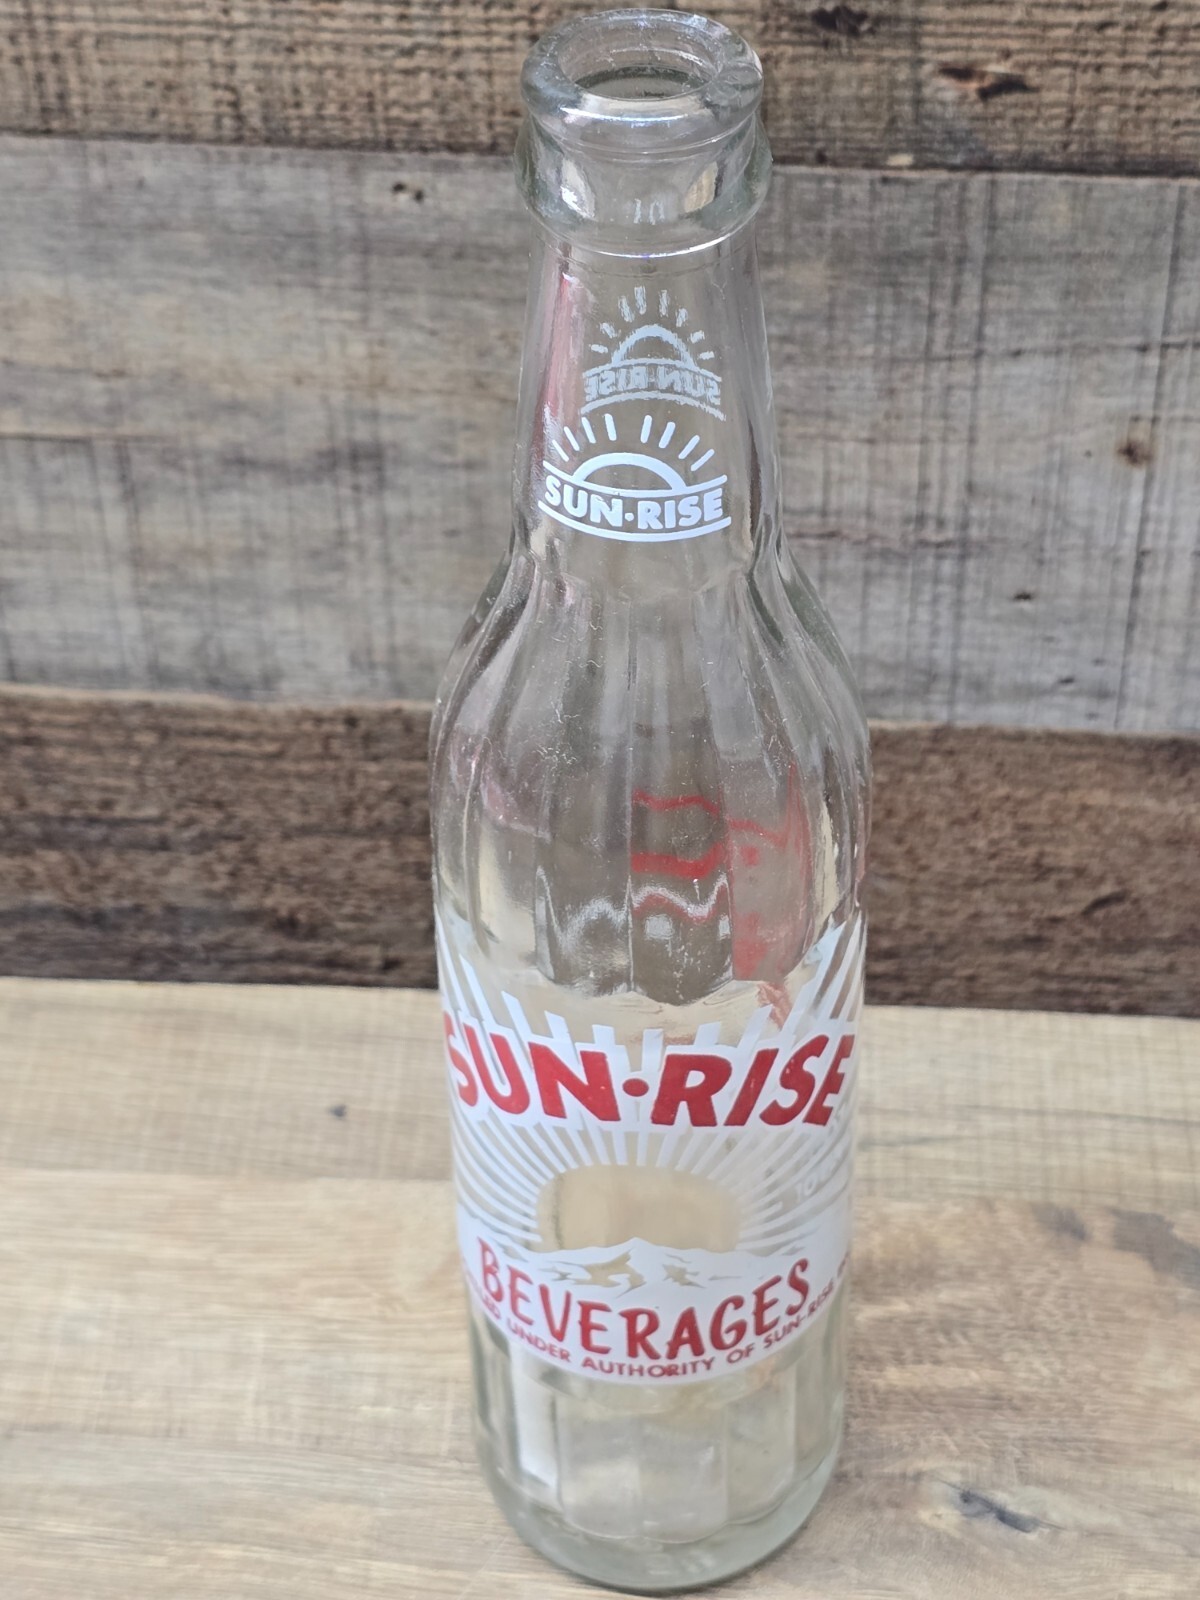 SUN·RISE
SUN·RISE
SUN·RISE
BEVERAGES
UNDER AUTHORITY OF SUN-RISE